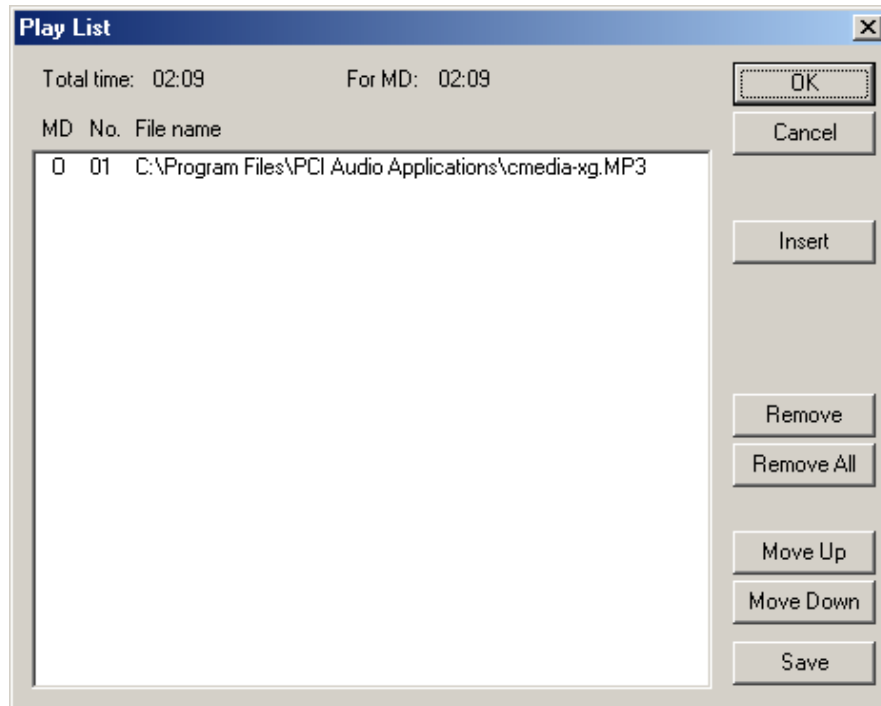 Play List
Total time: 02:09 For MD: 02:09
OK
MD No. File name
Cancel
O 01 C:\Program Files\PCI Audio Applications\cmedia-xg.MP3
Insert
Remove
Remove All
Move Up
Move Down
Save